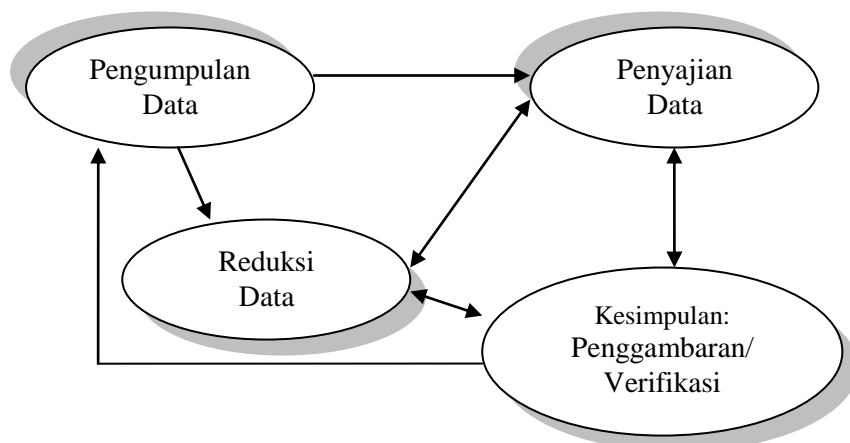 Pengumpulan
Data
Penyajian
Data
Reduksi
Data
Kesimpulan:
Penggambaran/
Verifikasi